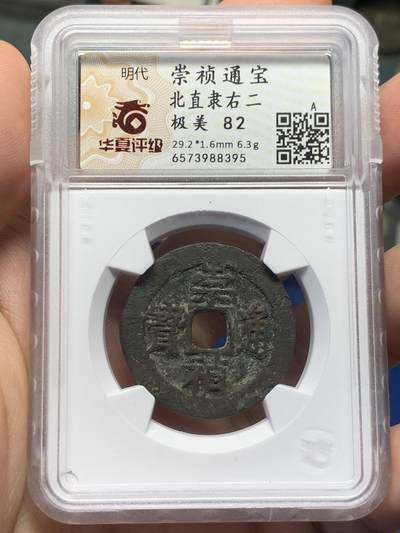 明代
华夏评级
崇祯通宝
北直隶右二
极美 82
29.2*1.6mm 6.3g
6573988395
A
崇禎通寳